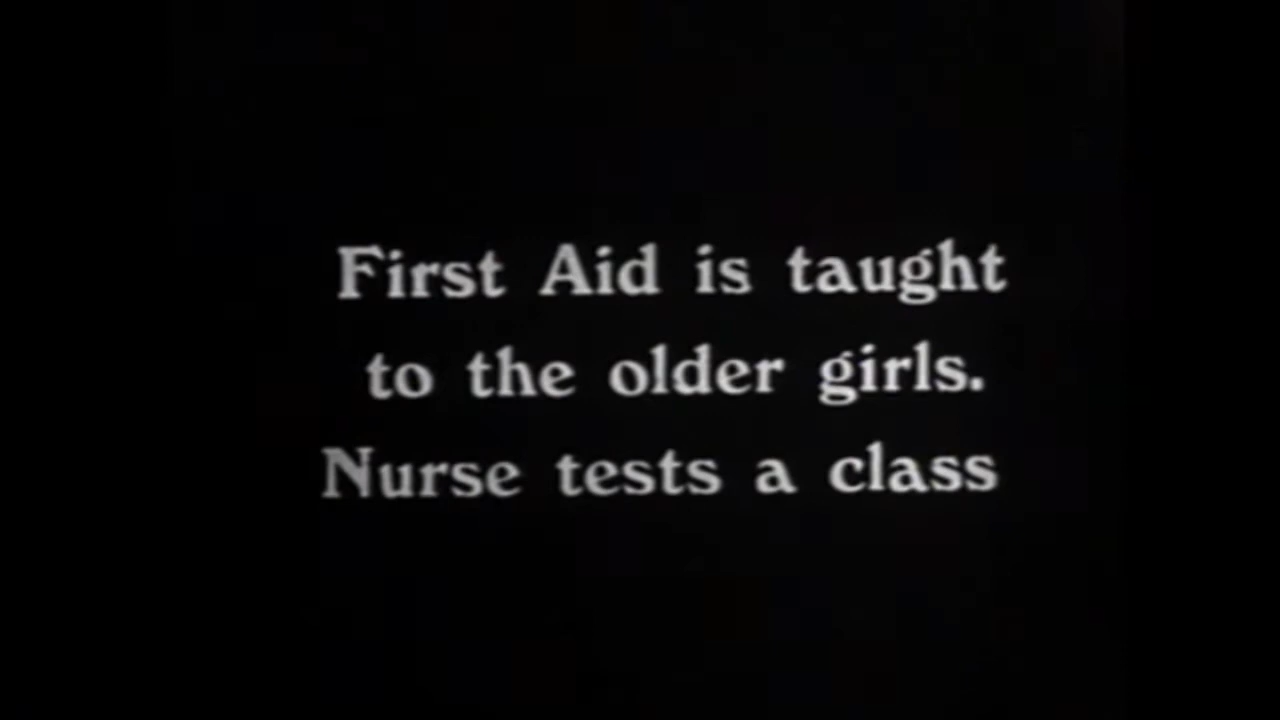 First Aid is taught
to the older girls.
Nurse tests a class